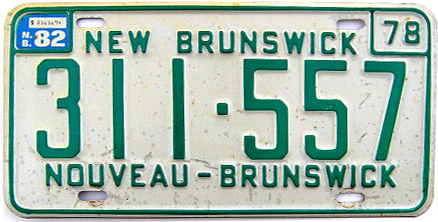 N.B. 82
NEW BRUNSWICK
78
311·557
NOUVEAU-BRUNSWICK